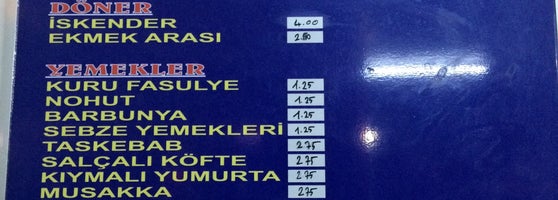 DÖNER
İSKENDER 4.00
EKMEK ARASI 2.50
YEMEKLER
KURU FASULYE 1.25
NOHUT 1.25
BARBUNYA 1.25
SEBZE YEMEKLERİ 1.25
TASKEBAB 2.75
SALÇALI KÖFTE 2.75
KIYMALI YUMURTA 2.75
MUSAKKA 2.75